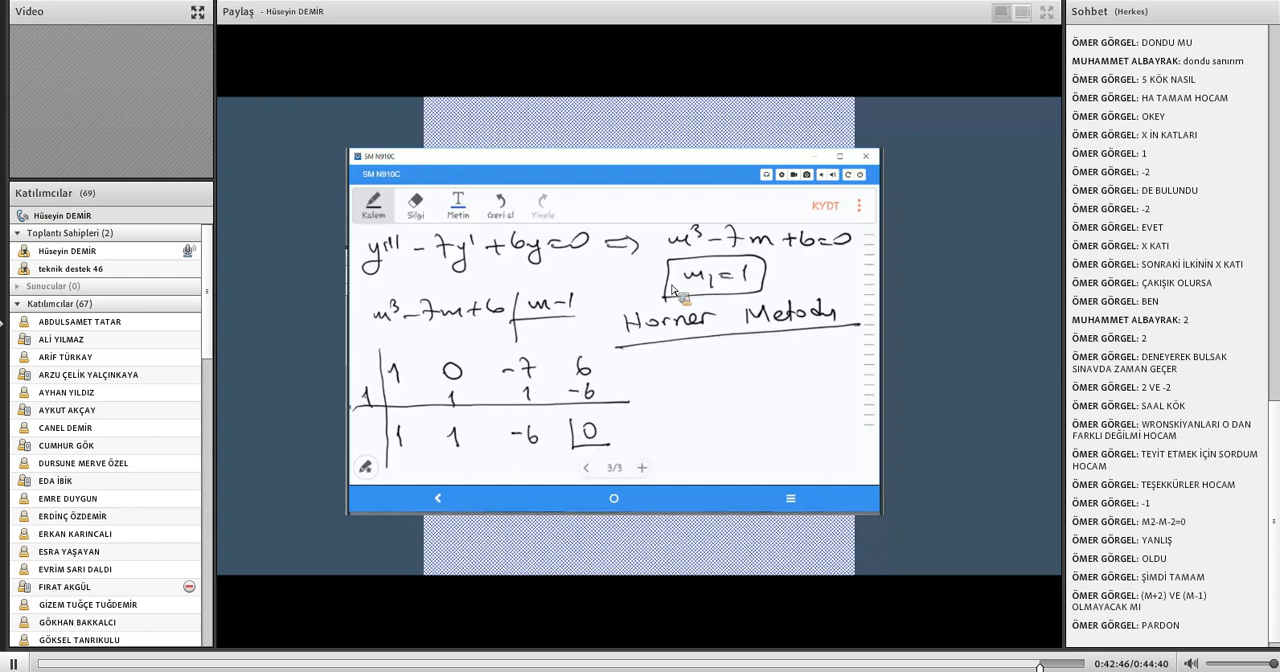 Video
Katılımcılar (69)
Hüseyin DEMİR
Toplantı Sahipleri (2)
Hüseyin DEMİR
teknik destek 46
Sunucular (0)
Katılımcılar (67)
ABDULSAMET TATAR
ALİ YILMAZ
ARİF TÜRKAY
ARZU ÇELİK YALÇINKAYA
AYHAN YILDIZ
AYKUT AKÇAY
CANEL DEMİR
CUMHUR GÖK
DURSUNE MERVE ÖZEL
EDA İBİK
EMRE DUYGUN
ERDİNÇ ÖZDEMİR
ERKAN KARINCALI
ESRA YAŞAYAN
EVRİM SARI DALDI
FIRAT AKGÜL
GİZEM TUĞÇE TUĞDEMİR
GÖKHAN BAKKALCI
GÖKSEL TANRIKULU
Paylaş - Hüseyin DEMİR
SM N910C
SM N910C
Kalem Silgi Metin Geri al Yinele KYDT
y''' - 7y' + 6y = 0 ⟺ m³ - 7m + 6 = 0
m₁ = 1
m³ - 7m + 6 | m - 1
Horner Metodu
1 0 -7 6
1 1 1 -6
1 1 -6 0
3/3
Sohbet (Herkes)
ÖMER GÖRGEL: DONDU MU
MUHAMMET ALBAYRAK: dondu sanırım
ÖMER GÖRGEL: 5 KÖK NASIL
ÖMER GÖRGEL: HA TAMAM HOCAM
ÖMER GÖRGEL: OKEY
ÖMER GÖRGEL: X İN KATLARI
ÖMER GÖRGEL: 1
ÖMER GÖRGEL: -2
ÖMER GÖRGEL: DE BULUNDU
ÖMER GÖRGEL: -2
ÖMER GÖRGEL: EVET
ÖMER GÖRGEL: X KATI
ÖMER GÖRGEL: SONRAKİ İLKİNİN X KATI
ÖMER GÖRGEL: ÇAKIŞIK OLURSA
ÖMER GÖRGEL: BEN
MUHAMMET ALBAYRAK: 2
ÖMER GÖRGEL: 2
ÖMER GÖRGEL: DENEYEREK BULSAK
SINAVDA ZAMAN GEÇER
ÖMER GÖRGEL: 2 VE -2
ÖMER GÖRGEL: SAAL KÖK
ÖMER GÖRGEL: WRONSKİYANLARI O DAN
FARKLI DEĞİLMİ HOCAM
ÖMER GÖRGEL: TEYİT ETMEK İÇİN SORDUM
HOCAM
ÖMER GÖRGEL: TEŞEKKÜRLER HOCAM
ÖMER GÖRGEL: -1
ÖMER GÖRGEL: M2-M-2=0
ÖMER GÖRGEL: YANLIŞ
ÖMER GÖRGEL: OLDU
ÖMER GÖRGEL: ŞİMDİ TAMAM
ÖMER GÖRGEL: (M+2) VE (M-1)
OLMAYACAK MI
ÖMER GÖRGEL: PARDON
0:42:46/0:44:40